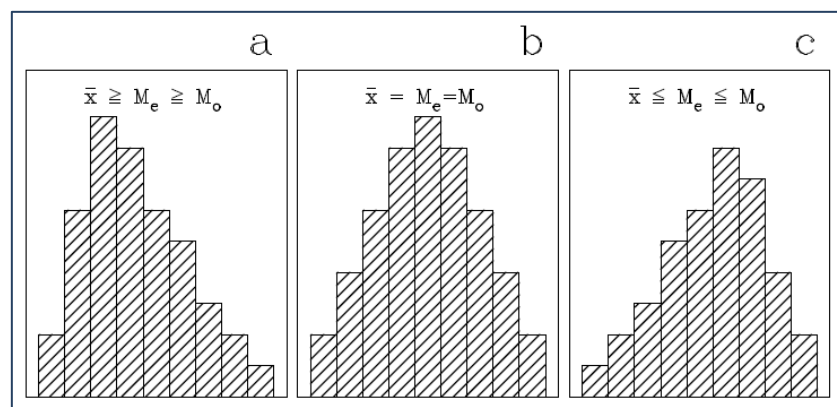 a
x̄ ≧ Mₑ ≧ Mₒ
b
x̄ = Mₑ=Mₒ
c
x̄ ≦ Mₑ ≦ Mₒ